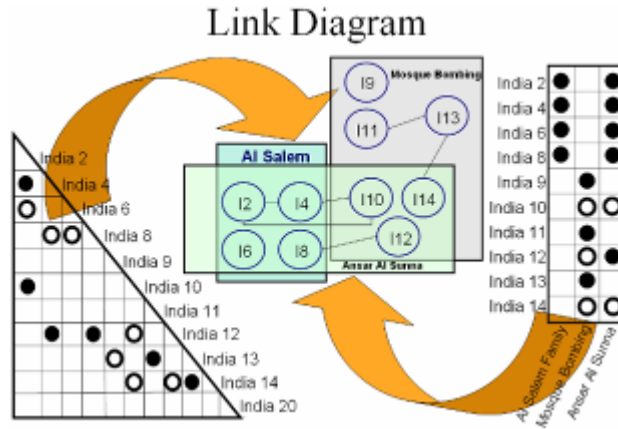 Link Diagram
Mosque Bombing
I9
I11
I13
Al Salem
I2
I4
I10
I14
I6
I8
I12
Ansar Al Sunna
India 2
India 4
India 6
India 8
India 9
India 10
India 11
India 12
India 13
India 14
India 20
India 2
India 4
India 6
India 8
India 9
India 10
India 11
India 12
India 13
India 14
Al Salem Family
Mosque Bombing
Ansar Al Sunna